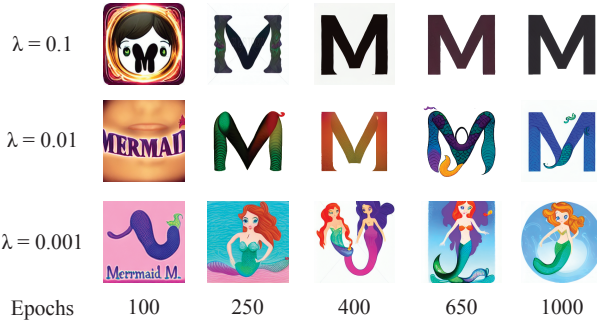 λ = 0.1 M M M M M
λ = 0.01 MERMAID M M M M
λ = 0.001 Merrmaid M.
Epochs 100 250 400 650 1000